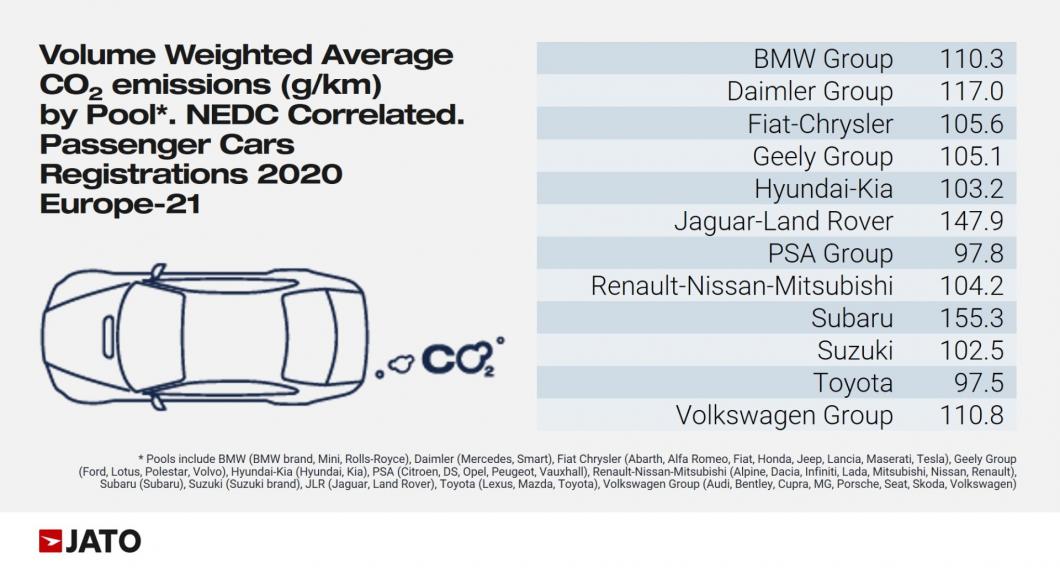 Volume Weighted Average
CO₂ emissions (g/km)
by Pool*. NEDC Correlated.
Passenger Cars
Registrations 2020
Europe-21
BMW Group 110.3
Daimler Group 117.0
Fiat-Chrysler 105.6
Geely Group 105.1
Hyundai-Kia 103.2
Jaguar-Land Rover 147.9
PSA Group 97.8
Renault-Nissan-Mitsubishi 104.2
Subaru 155.3
Suzuki 102.5
Toyota 97.5
Volkswagen Group 110.8
CO₂
* Pools include BMW (BMW brand, Mini, Rolls-Royce), Daimler (Mercedes, Smart), Fiat Chrysler (Abarth, Alfa Romeo, Fiat, Honda, Jeep, Lancia, Maserati, Tesla), Geely Group
(Ford, Lotus, Polestar, Volvo), Hyundai-Kia (Hyundai, Kia), PSA (Citroen, DS, Opel, Peugeot, Vauxhall), Renault-Nissan-Mitsubishi (Alpine, Dacia, Infiniti, Lada, Mitsubishi, Nissan, Renault),
Subaru (Subaru), Suzuki (Suzuki brand), JLR (Jaguar, Land Rover), Toyota (Lexus, Mazda, Toyota), Volkswagen Group (Audi, Bentley, Cupra, MG, Porsche, Seat, Skoda, Volkswagen)
JATO